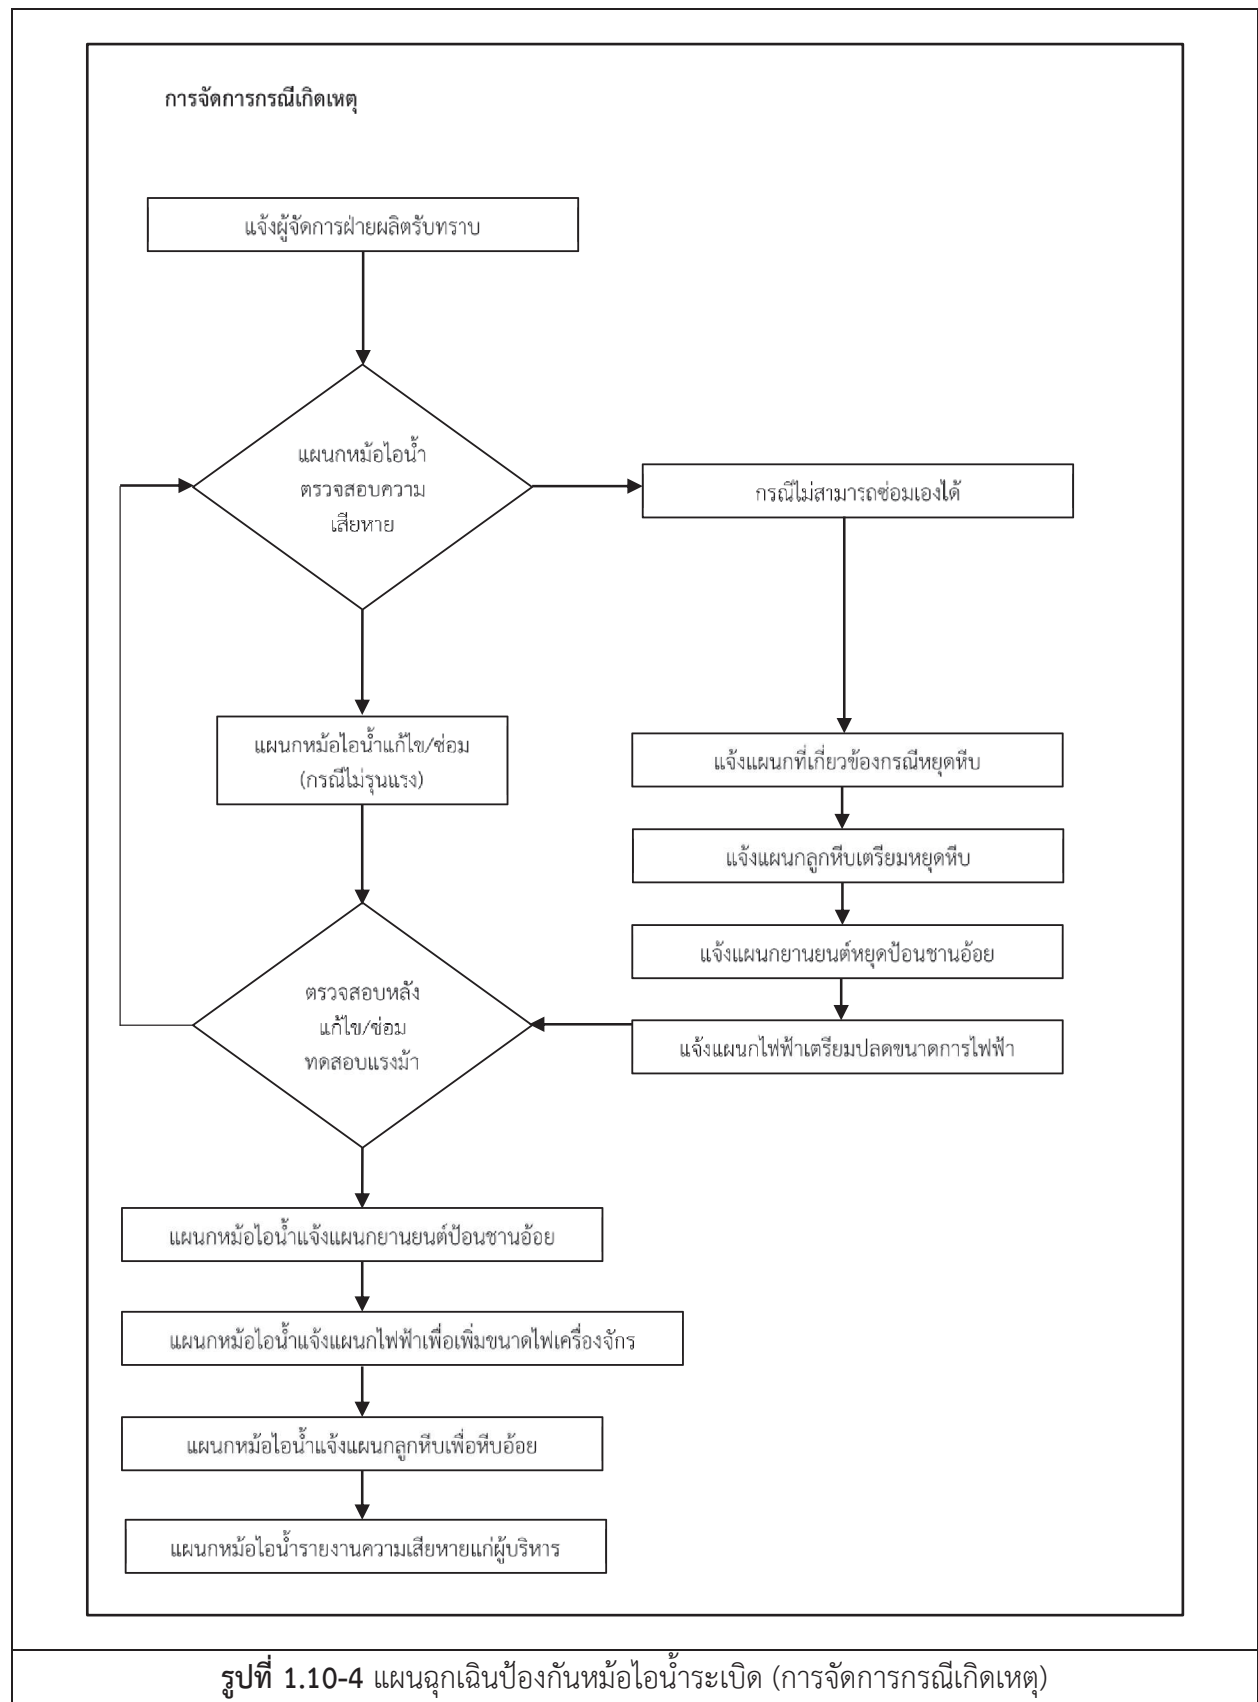 การจัดการกรณีเกิดเหตุ
แจ้งผู้จัดการฝ่ายผลิตรับทราบ
แผนกหม้อไอน้ำ
ตรวจสอบความ
เสียหาย
กรณีไม่สามารถซ่อมเองได้
แผนกหม้อไอน้ำแก้ไข/ซ่อม
(กรณีไม่รุนแรง)
แจ้งแผนกที่เกี่ยวข้องกรณีหยุดหีบ
แจ้งแผนกลูกหีบเตรียมหยุดหีบ
แจ้งแผนกยานยนต์หยุดป้อนชานอ้อย
แจ้งแผนกไฟฟ้าเตรียมปลดขนาดการไฟฟ้า
ตรวจสอบหลัง
แก้ไข/ซ่อม
ทดสอบแรงม้า
แผนกหม้อไอน้ำแจ้งแผนกยานยนต์ป้อนชานอ้อย
แผนกหม้อไอน้ำแจ้งแผนกไฟฟ้าเพื่อเพิ่มขนาดไฟเครื่องจักร
แผนกหม้อไอน้ำแจ้งแผนกลูกหีบเพื่อหีบอ้อย
แผนกหม้อไอน้ำรายงานความเสียหายแก่ผู้บริหาร
รูปที่ 1.10-4 แผนฉุกเฉินป้องกันหม้อไอน้ำระเบิด (การจัดการกรณีเกิดเหตุ)